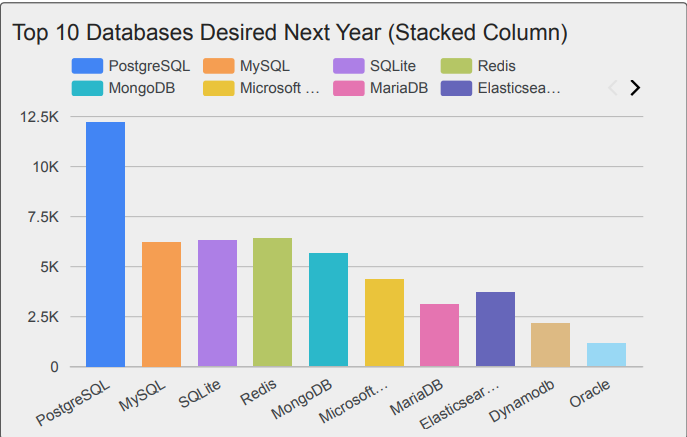 Top 10 Databases Desired Next Year (Stacked Column)
PostgreSQL MySQL SQLite Redis
MongoDB Microsoft … MariaDB Elasticsea…
12.5K
10K
7.5K
5K
2.5K
0
PostgreSQL MySQL SQLite Redis MongoDB Microsoft… MariaDB Elasticsear… Dynamodb Oracle